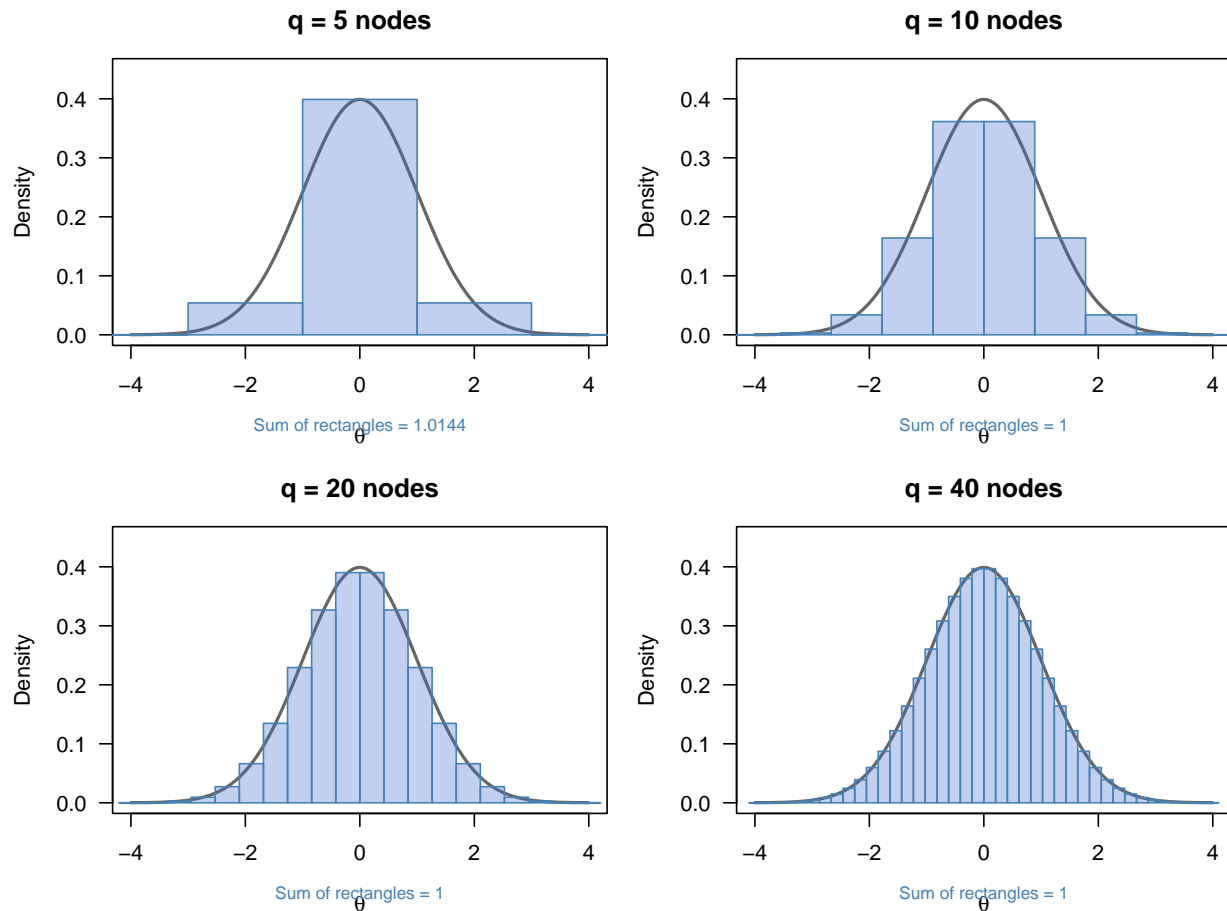 q = 5 nodes
Density
0.4
0.3
0.2
0.1
0.0
−4 −2 0 2 4
Sum of rectangles = 1.0144
θ
q = 10 nodes
Density
0.4
0.3
0.2
0.1
0.0
−4 −2 0 2 4
Sum of rectangles = 1
θ
q = 20 nodes
Density
0.4
0.3
0.2
0.1
0.0
−4 −2 0 2 4
Sum of rectangles = 1
θ
q = 40 nodes
Density
0.4
0.3
0.2
0.1
0.0
−4 −2 0 2 4
Sum of rectangles = 1
θ